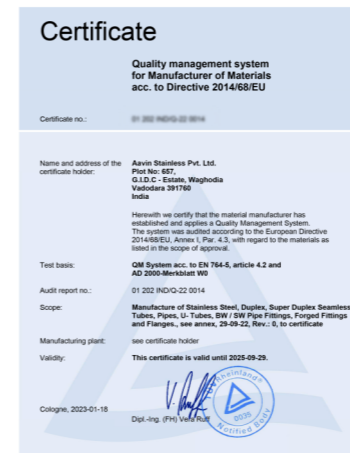 Certificate
Quality management system
for Manufacturer of Materials
acc. to Directive 2014/68/EU
Certificate no.:
Name and address of the
certificate holder:
Aavin Stainless Pvt. Ltd.
Plot No: 657,
G.I.D.C - Estate, Waghodia
Vadodara 391760
India
Herewith we certify that the material manufacturer has
established and applies a Quality Management System.
The system was audited according to the European Directive
2014/68/EU, Annex I, Par. 4.3, with regard to the materials as
listed in the scope of approval.
Test basis:
QM System acc. to EN 764-5, article 4.2 and
AD 2000-Merkblatt W0
Audit report no.:
01 202 IND/Q-22 0014
Scope:
Manufacture of Stainless Steel, Duplex, Super Duplex Seamless
Tubes, Pipes, U- Tubes, BW / SW Pipe Fittings, Forged Fittings
and Flanges., see annex, 29-09-22, Rev.: 0, to certificate
Manufacturing plant:
see certificate holder
Validity:
This certificate is valid until 2025-09-29.
Cologne, 2023-01-18
Dipl.-Ing. (FH) Vera Ruff
TÜV Rheinland
0035
Notified Body